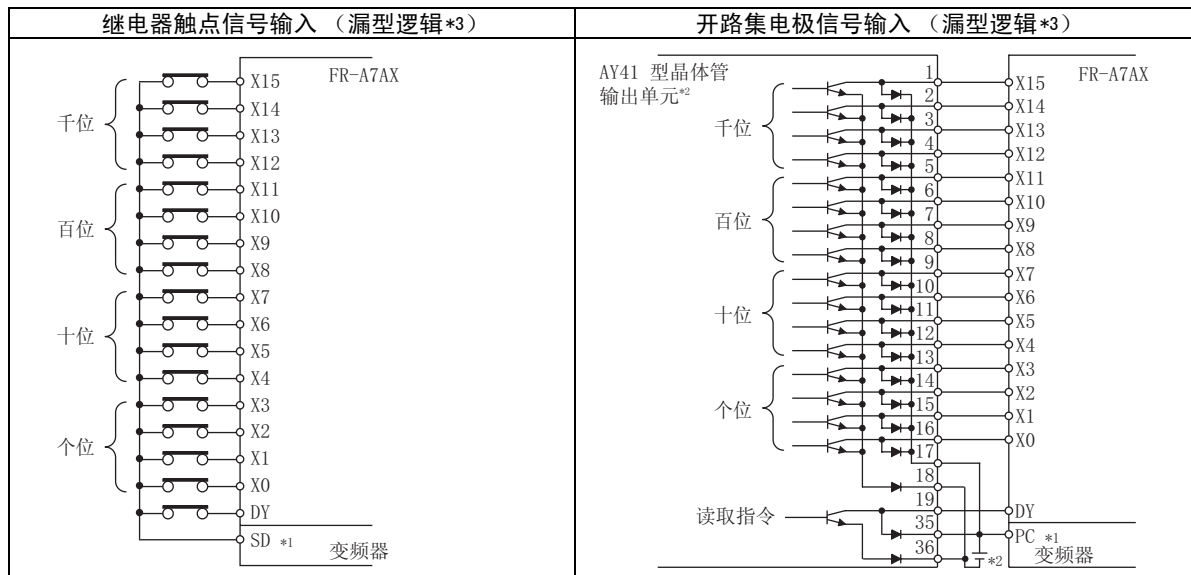 继电器触点信号输入 (漏型逻辑*3)
FR-A7AX
千位
X15
X14
X13
X12
百位
X11
X10
X9
X8
十位
X7
X6
X5
X4
个位
X3
X2
X1
X0
DY
SD *1
变频器
开路集电极信号输入 (漏型逻辑*3)
AY41 型晶体管
输出单元*2
FR-A7AX
千位
百位
十位
个位
读取指令
1
2
3
4
5
6
7
8
9
10
11
12
13
14
15
16
17
18
19
35
36
X15
X14
X13
X12
X11
X10
X9
X8
X7
X6
X5
X4
X3
X2
X1
X0
DY
PC *1
变频器
*2